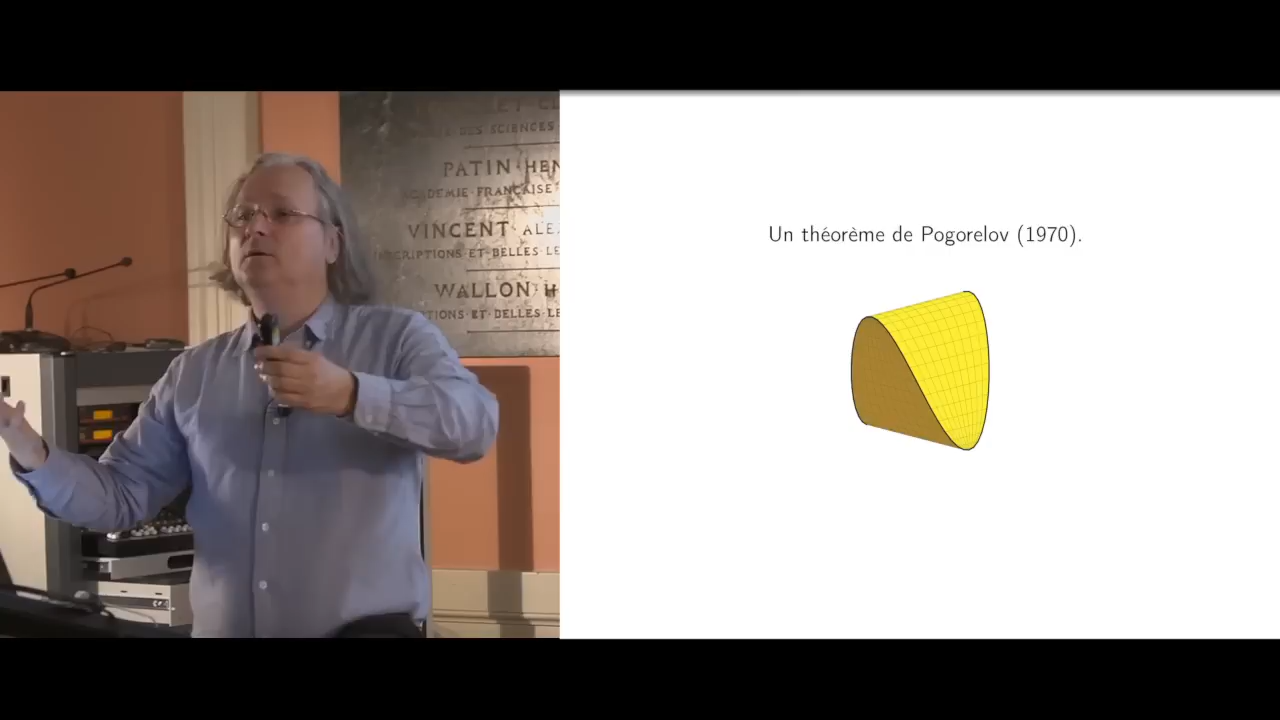 DES SCIENCES
PATIN HEN
ACADEMIE FRANÇAISE
VINCENT ALE
INSCRIPTIONS ET BELLES LE
WALLON H
TIONS ET BELLES LE
Un théorème de Pogorelov (1970).